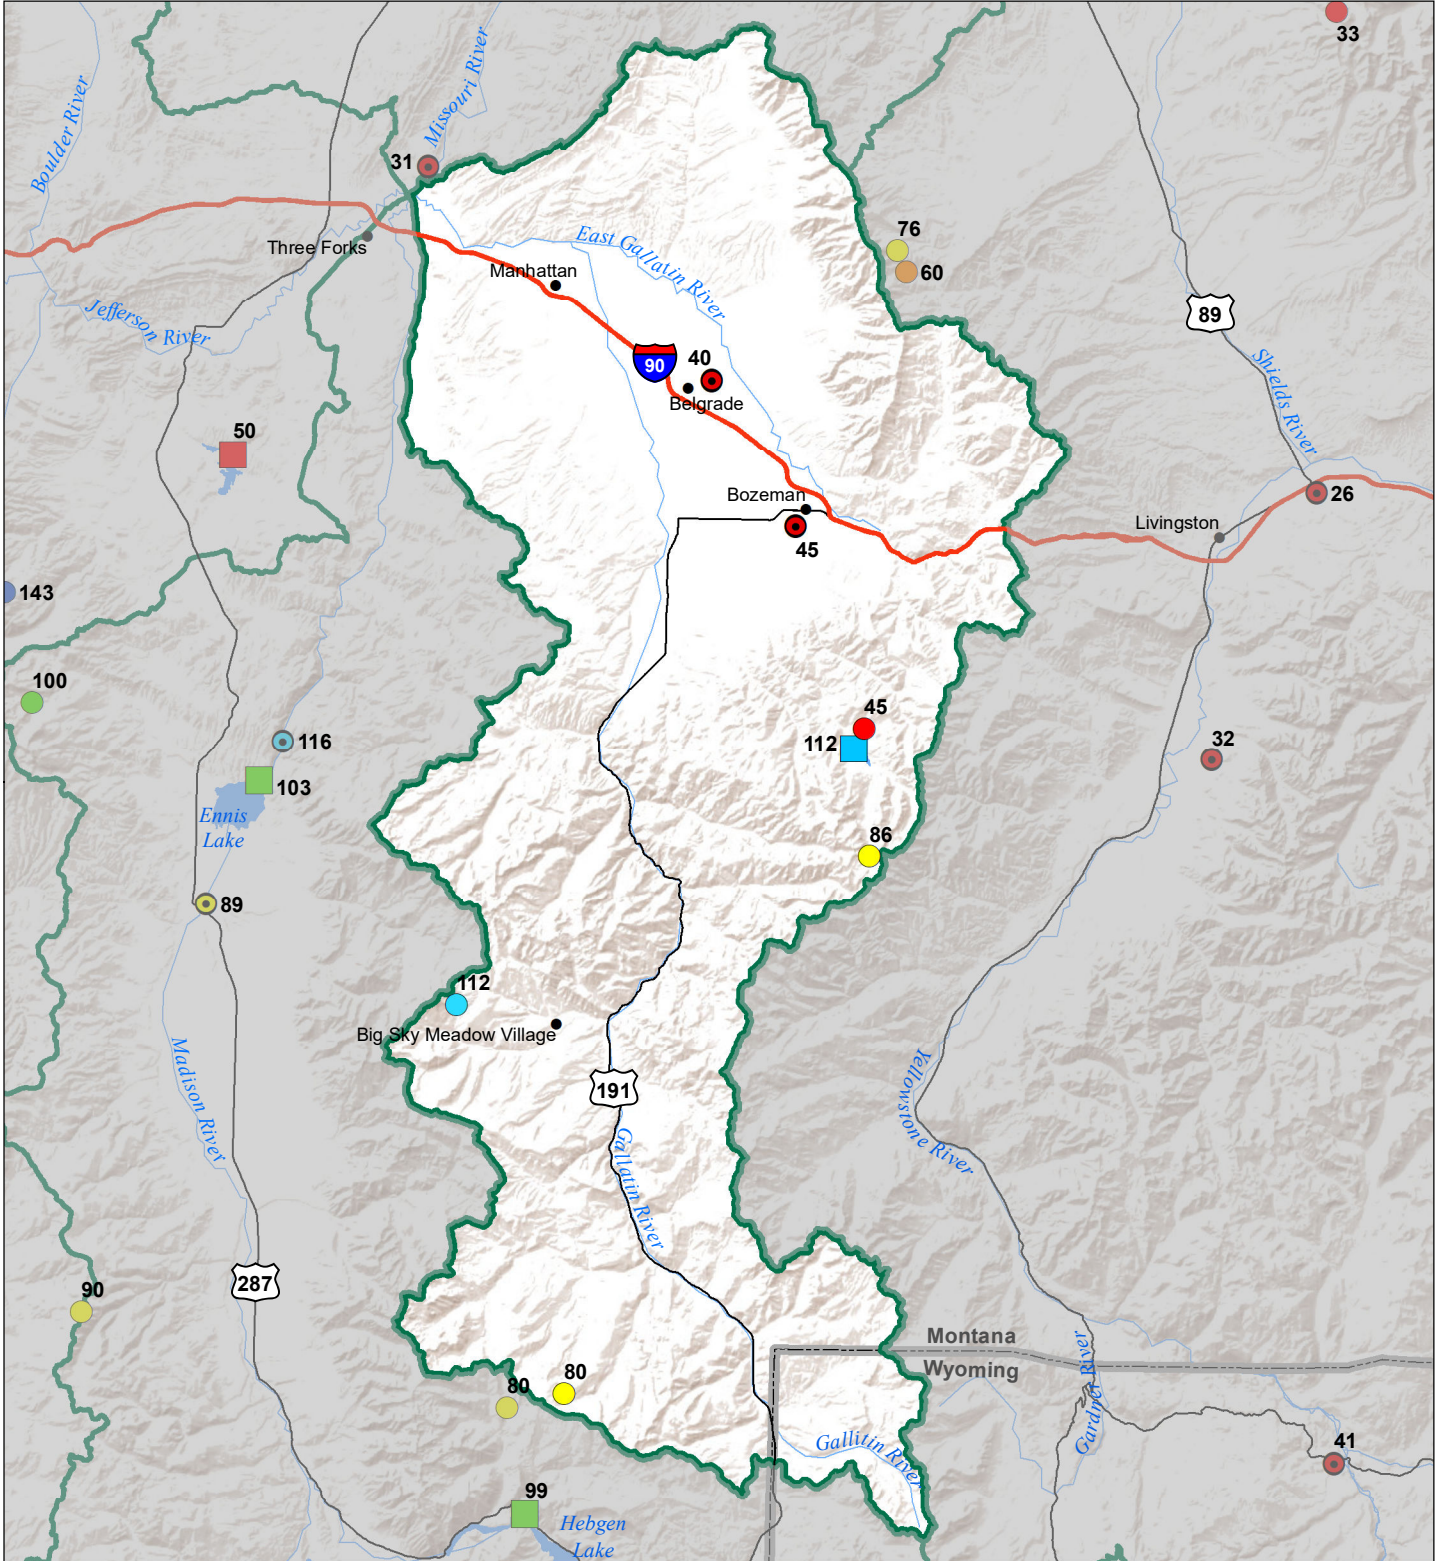 33
Missouri River
Boulder River
31
76
60
Three Forks
East Gallatin River
Manhattan
Jefferson River
89
90
40
Belgrade
Shields River
50
Bozeman
45
26
Livingston
143
100
45
116
112
32
103
Ennis
Lake
86
89
112
Big Sky Meadow Village
Madison River
191
Yellowstone River
Gallatin River
287
90
Montana
Wyoming
Gardner River
80
80
Gallitin River
41
99
Hebgen
Lake